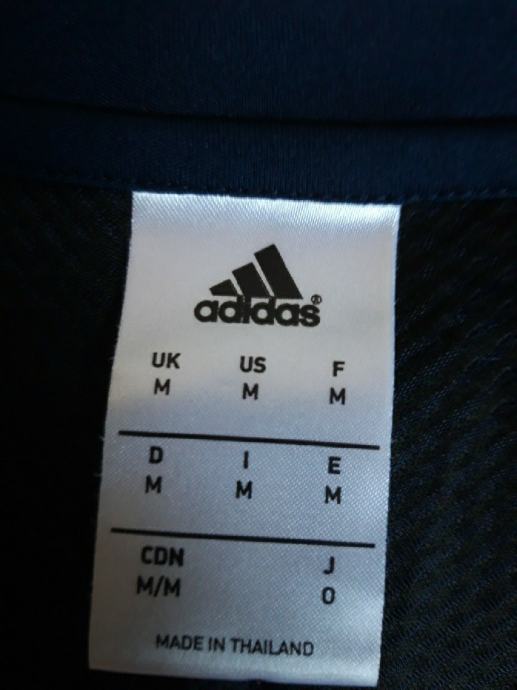 adidas®
UK US F
M M M
D I E
M M M
CDN J
M/M O
MADE IN THAILAND